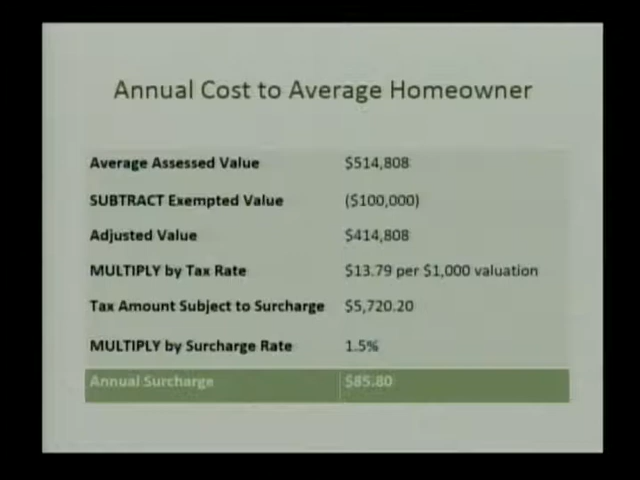 Annual Cost to Average Homeowner
Average Assessed Value $514,808
SUBTRACT Exempted Value ($100,000)
Adjusted Value $414,808
MULTIPLY by Tax Rate $13.79 per $1,000 valuation
Tax Amount Subject to Surcharge $5,720.20
MULTIPLY by Surcharge Rate 1.5%
Annual Surcharge $85.80